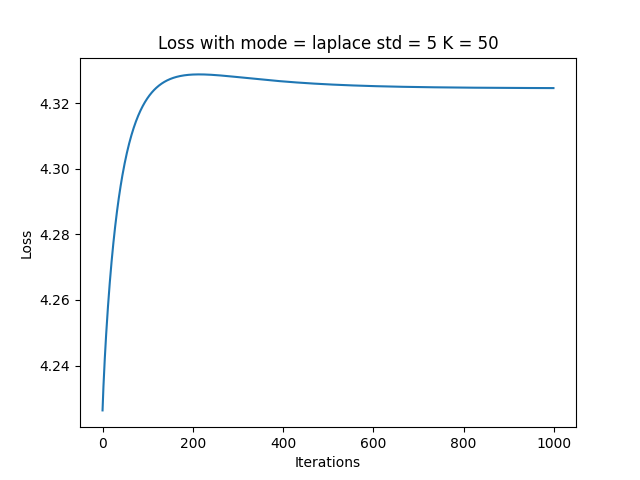 Loss with mode = laplace std = 5 K = 50
4.32
4.30
4.28
4.26
4.24
Loss
0 200 400 600 800 1000
Iterations